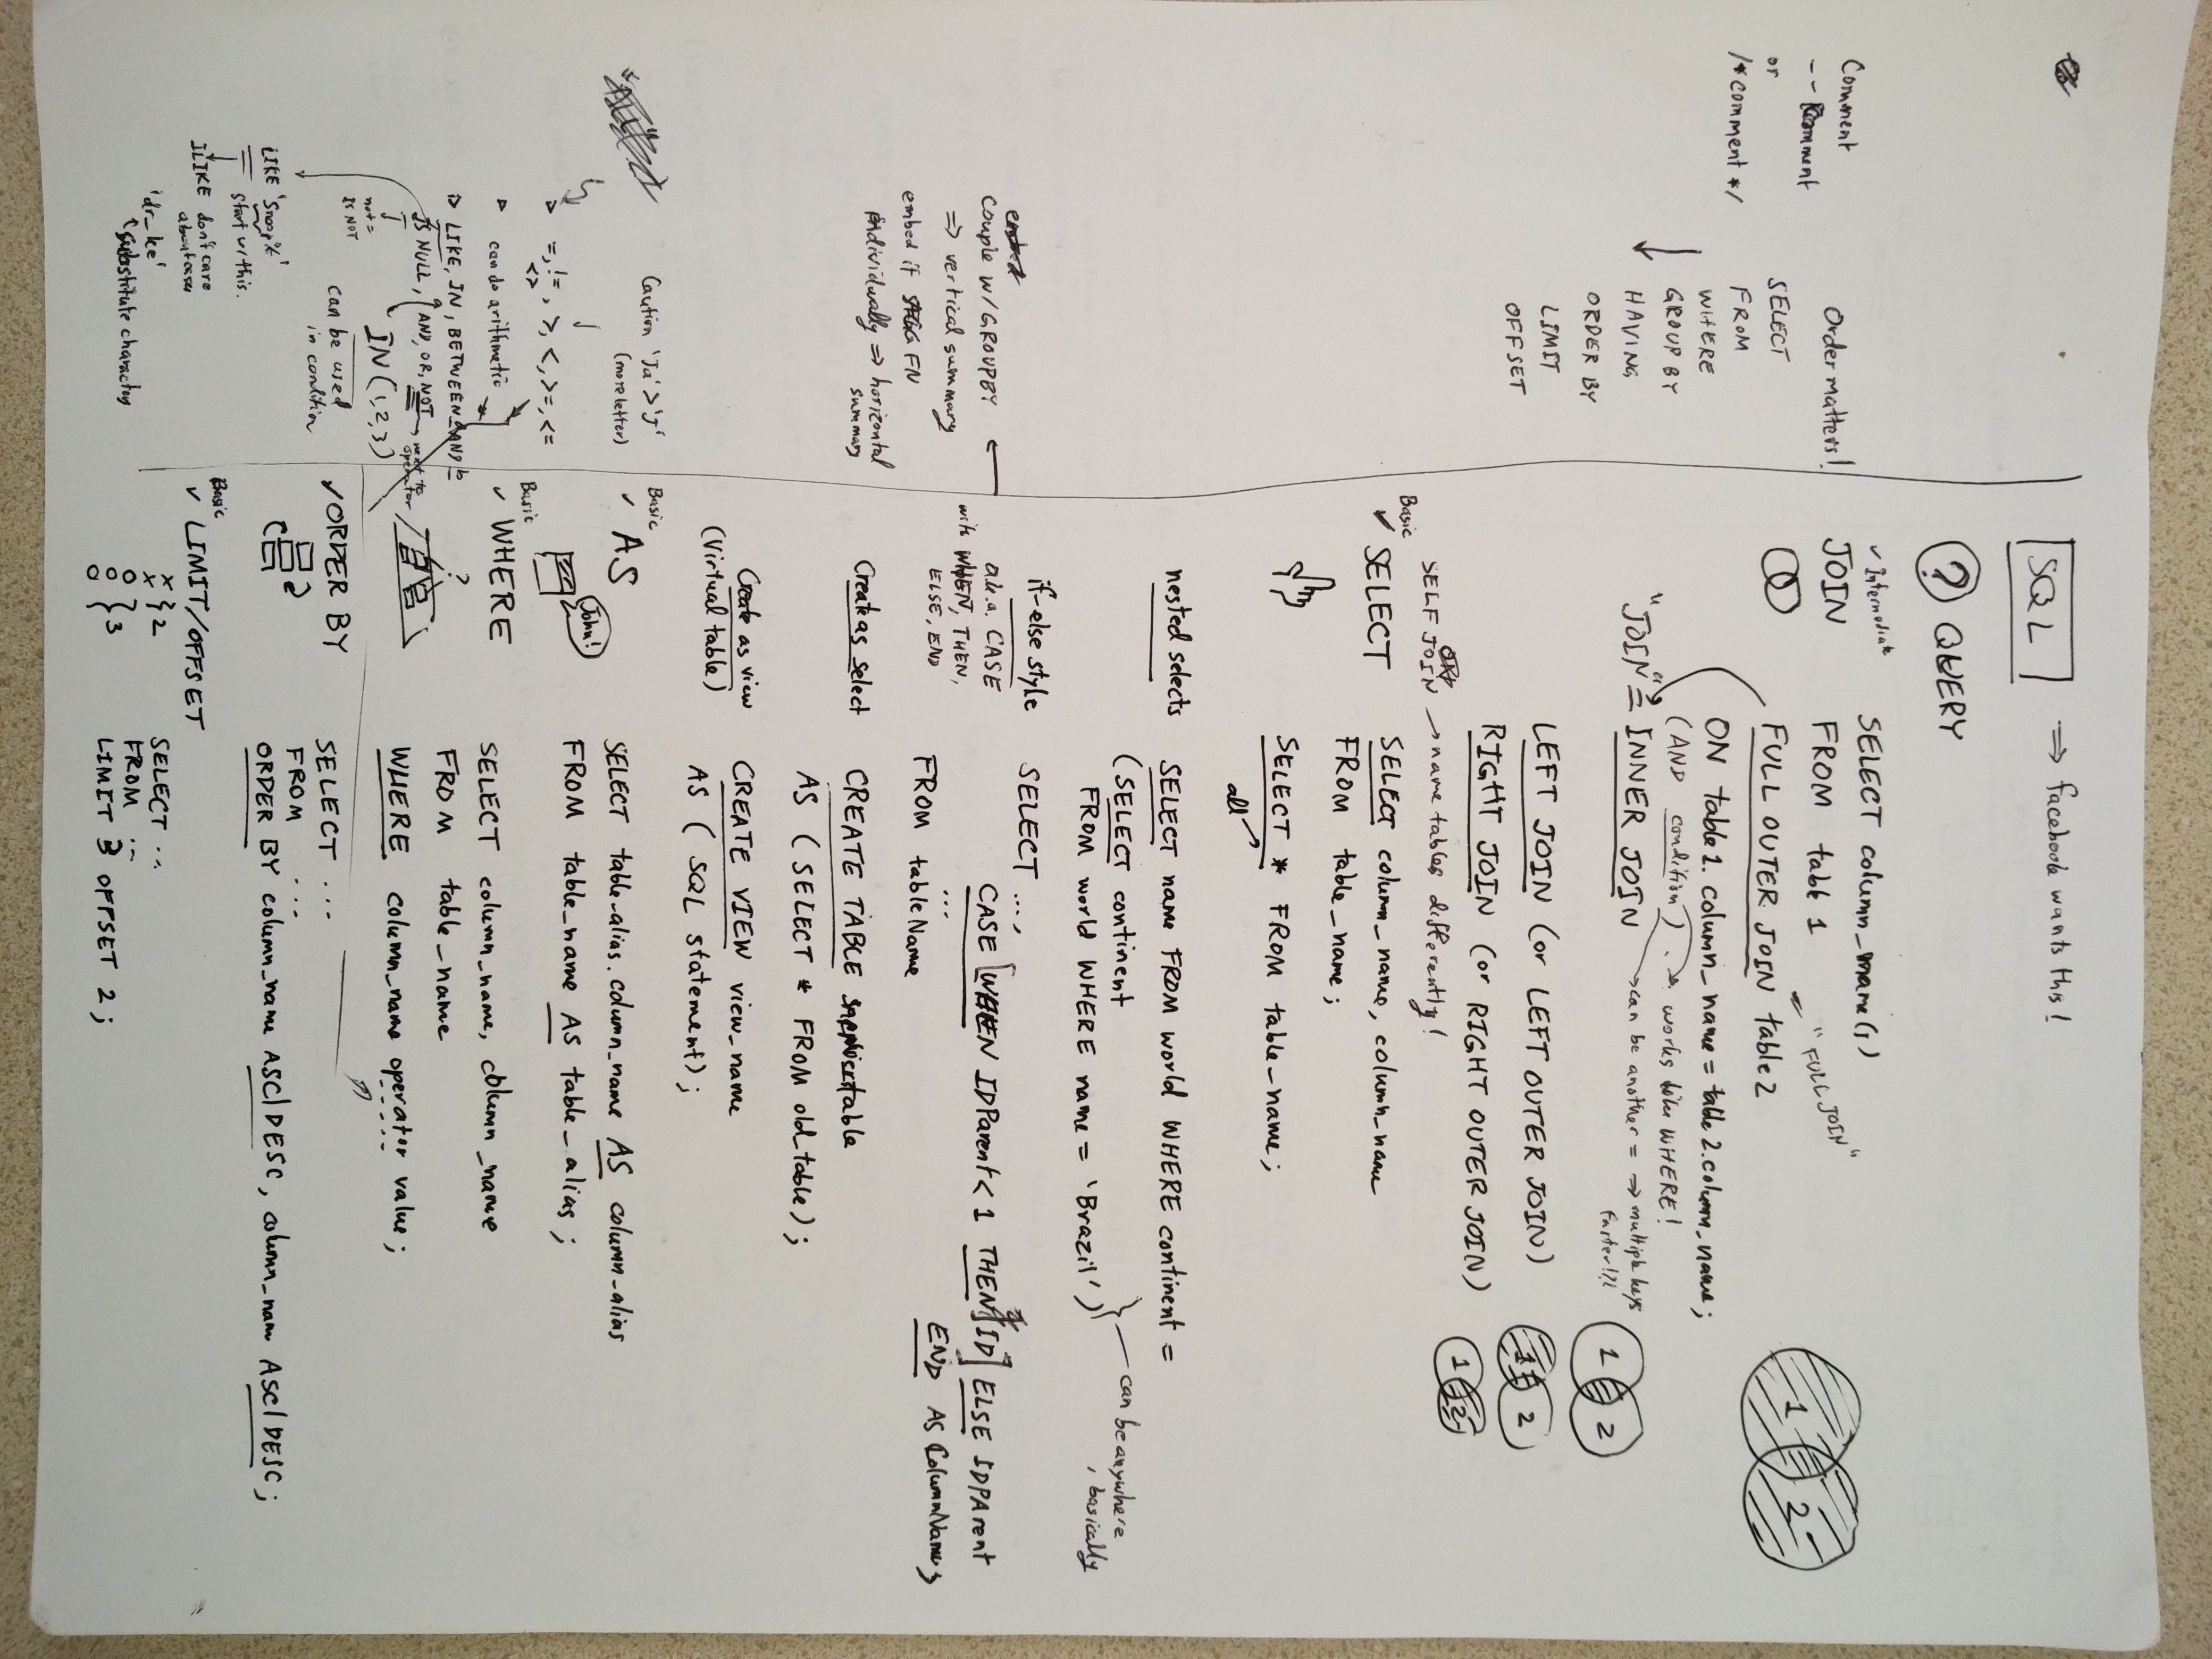 SQL ⇒ facebook wants this!
? QUERY
Comment
-- Comment
or
/*comment */
Order matters!
SELECT
FROM
WHERE
GROUP BY
HAVING
ORDER BY
LIMIT
OFFSET
✓ Intermediate
JOIN
SELECT column_name(s)
FROM table 1
= "FULL JOIN"
FULL OUTER JOIN table2
ON table1. column_name = table2.column_name;
(AND condition) → works like WHERE!
→ can be another = ⇒ multiple keys
faster!?!
"JOIN" = INNER JOIN
1 2
1 2
LEFT JOIN (or LEFT OUTER JOIN)
1 2
RIGHT JOIN (or RIGHT OUTER JOIN)
1 2
SELF JOIN → name tables differently!
Basic
✓ SELECT
SELECT column_name, column_name
FROM table_name;
SELECT * FROM table_name;
all
nested selects
SELECT name FROM world WHERE continent =
(SELECT continent
FROM world WHERE name = 'Brazil')
can be anywhere
, basically
if-else style
a.k.a. CASE
with WHEN, THEN,
ELSE, END
SELECT ...,
CASE [WHEN IDParent < 1 THEN ID] ELSE IDPArent
...
END AS ColumnName,
FROM tableName
Couple w/ GROUPBY
⇒ vertical summary
embed if AGG FN
individually ⇒ horizontal
summary
Create as select
CREATE TABLE table
AS (SELECT * FROM old_table);
Create as view
(Virtual table)
CREATE VIEW view_name
AS ( SQL statement);
"ALL"
Caution 'Ja' > 'J'
(more letter)
▷ =, !=, >, <, >=, <=
<>
▷ can do arithmetic
▷ LIKE, IN, BETWEEN a AND b
IS NULL, AND, OR, NOT → next to
operator
not =
IS NOT
IN (1,2,3)
can be used
in condition
LIKE 'Snoop%'
start w/ this.
ILIKE don't care
about case
'dr_ke'
substitute character
Basic
✓ AS
John!
SELECT table_alias.column_name AS column_alias
FROM table_name AS table_alias;
Basic
✓ WHERE
?
SELECT column_name, column_name
FROM table_name
WHERE column_name operator value;
✓ ORDER BY
SELECT ...
FROM ...
ORDER BY column_name ASC|DESC, column_nam ASC|DESC;
Basic
✓ LIMIT/OFFSET
x
x } 2
o
o } 3
o
SELECT ..
FROM ..
LIMIT 3 OFFSET 2;